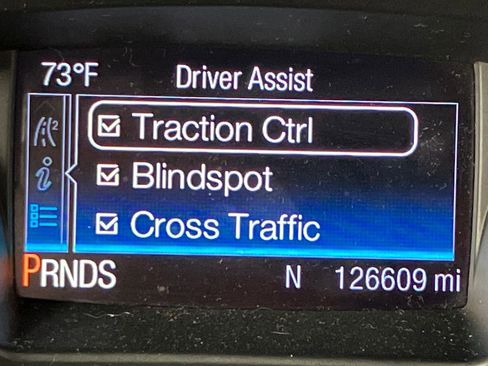 73°F Driver Assist
Traction Ctrl
Blindspot
Cross Traffic
PRNDS N 126609 mi